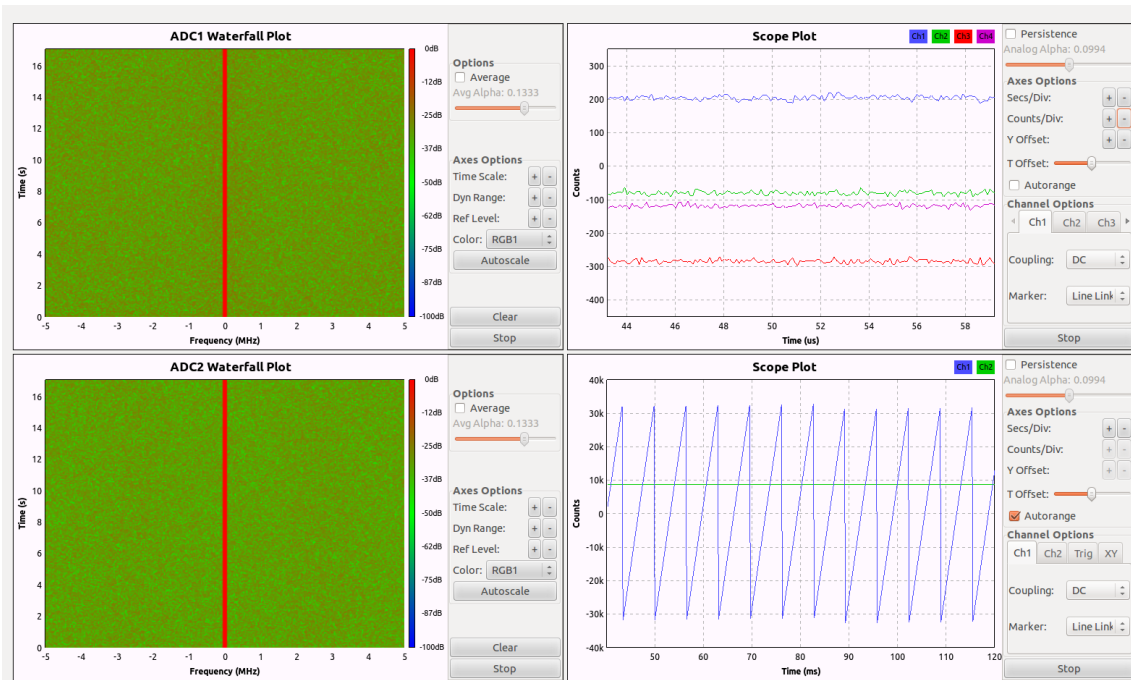 ADC1 Waterfall Plot
0dB
-12dB
-25dB
-37dB
-50dB
-62dB
-75dB
-87dB
-100dB
Time (s)
16
14
12
10
8
6
4
2
0
-5 -4 -3 -2 -1 0 1 2 3 4 5
Frequency (MHz)
Options
Average
Avg Alpha: 0.1333
Axes Options
Time Scale: + -
Dyn Range: + -
Ref Level: + -
Color: RGB1
Autoscale
Clear
Stop
Scope Plot
Ch1 Ch2 Ch3 Ch4
Counts
300
200
100
0
-100
-200
-300
-400
44 46 48 50 52 54 56 58
Time (us)
Persistence
Analog Alpha: 0.0994
Axes Options
Secs/Div: + -
Counts/Div: + -
Y Offset: + -
T Offset:
Autorange
Channel Options
Ch1 Ch2 Ch3
Coupling: DC
Marker: Line Link
Stop
ADC2 Waterfall Plot
0dB
-12dB
-25dB
-37dB
-50dB
-62dB
-75dB
-87dB
-100dB
Time (s)
16
14
12
10
8
6
4
2
0
-5 -4 -3 -2 -1 0 1 2 3 4 5
Frequency (MHz)
Options
Average
Avg Alpha: 0.1333
Axes Options
Time Scale: + -
Dyn Range: + -
Ref Level: + -
Color: RGB1
Autoscale
Clear
Stop
Scope Plot
Ch1 Ch2
Counts
40k
30k
20k
10k
0
-10k
-20k
-30k
-40k
50 60 70 80 90 100 110 120
Time (ms)
Persistence
Analog Alpha: 0.0994
Axes Options
Secs/Div: + -
Counts/Div: + -
Y Offset: + -
T Offset:
Autorange
Channel Options
Ch1 Ch2 Trig XY
Coupling: DC
Marker: Line Link
Stop